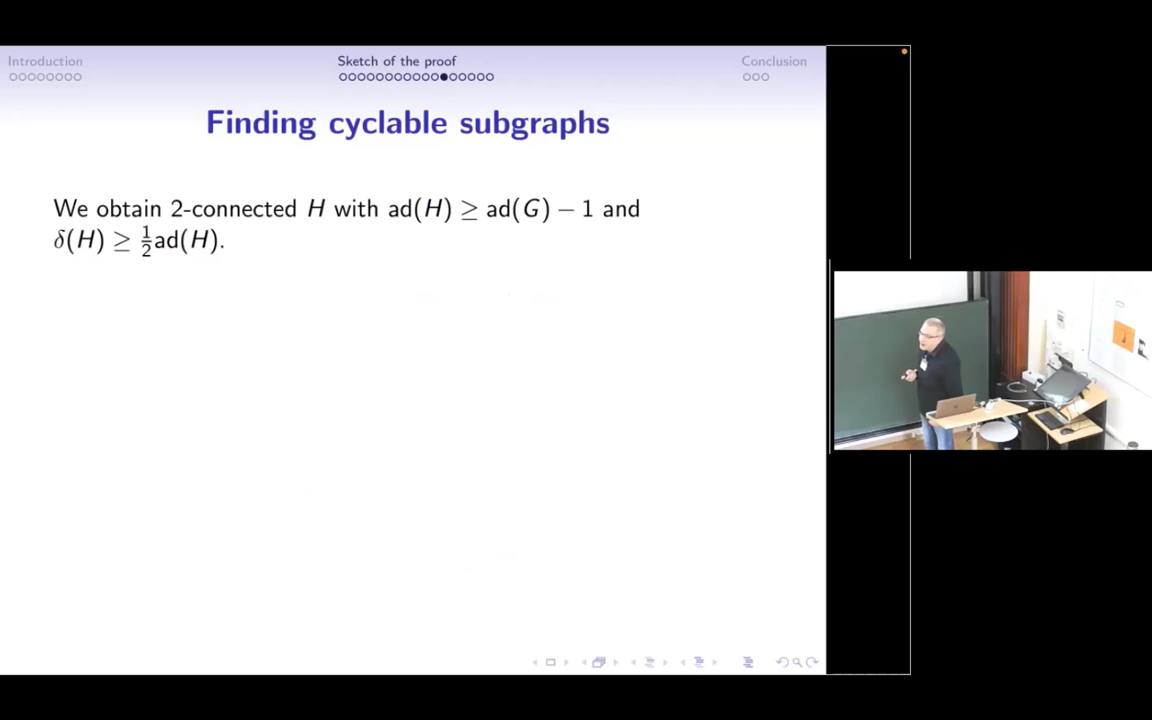 Introduction
Sketch of the proof
Conclusion
Finding cyclable subgraphs
We obtain 2-connected H with ad(H) ≥ ad(G) − 1 and
δ(H) ≥ ½ad(H).